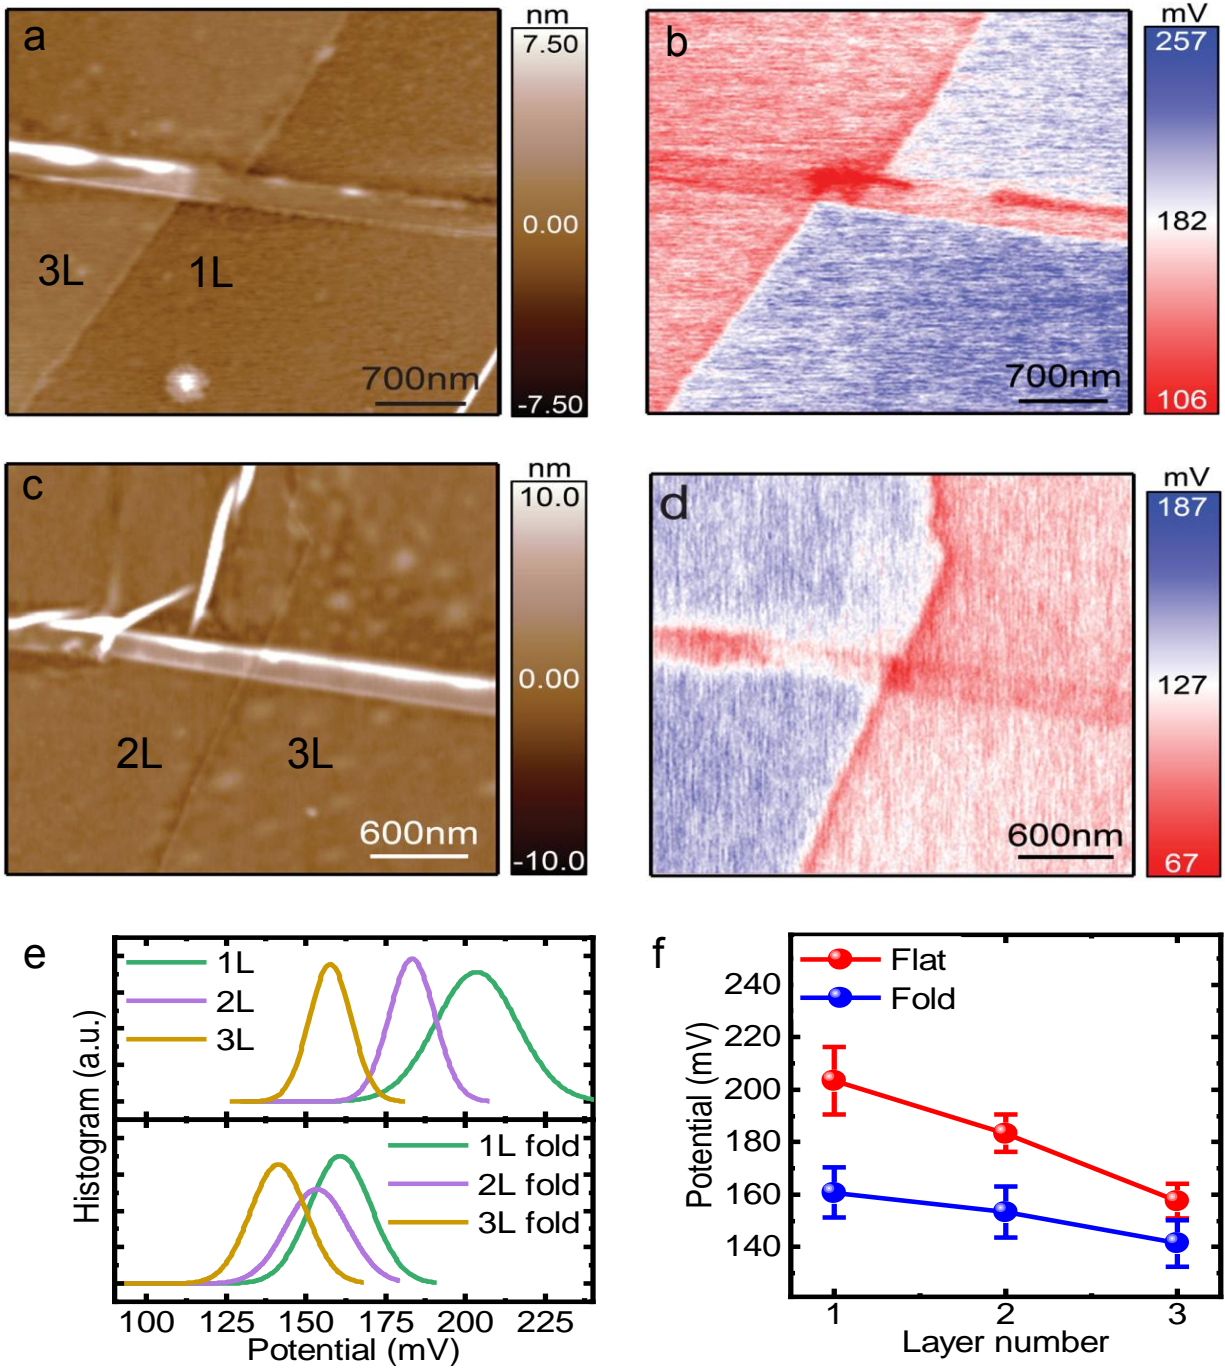 a
nm
7.50
0.00
-7.50
3L
1L
700nm
b
mV
257
182
106
700nm
c
nm
10.0
0.00
-10.0
2L
3L
600nm
d
mV
187
127
67
600nm
e
1L
2L
3L
1L fold
2L fold
3L fold
Histogram (a.u.)
100 125 150 175 200 225
Potential (mV)
f
Flat
Fold
240
220
200
180
160
140
Potential (mV)
1 2 3
Layer number